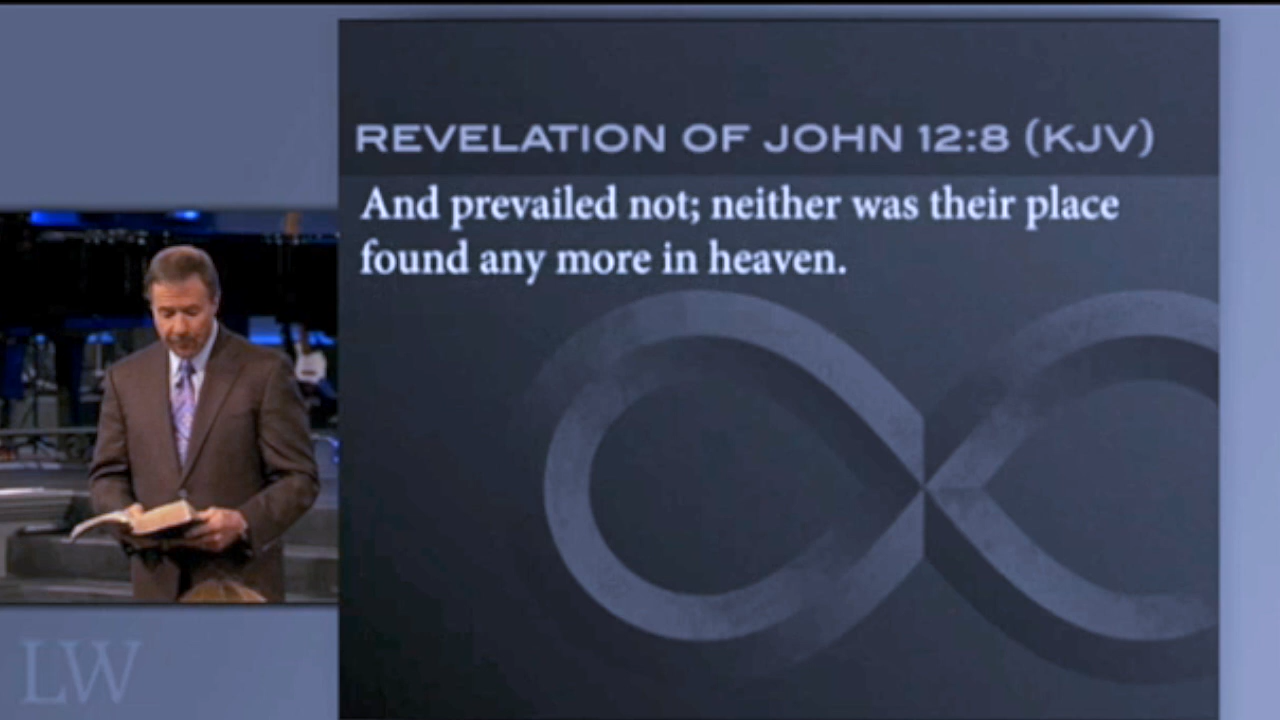 REVELATION OF JOHN 12:8 (KJV)
And prevailed not; neither was their place
found any more in heaven.
LW